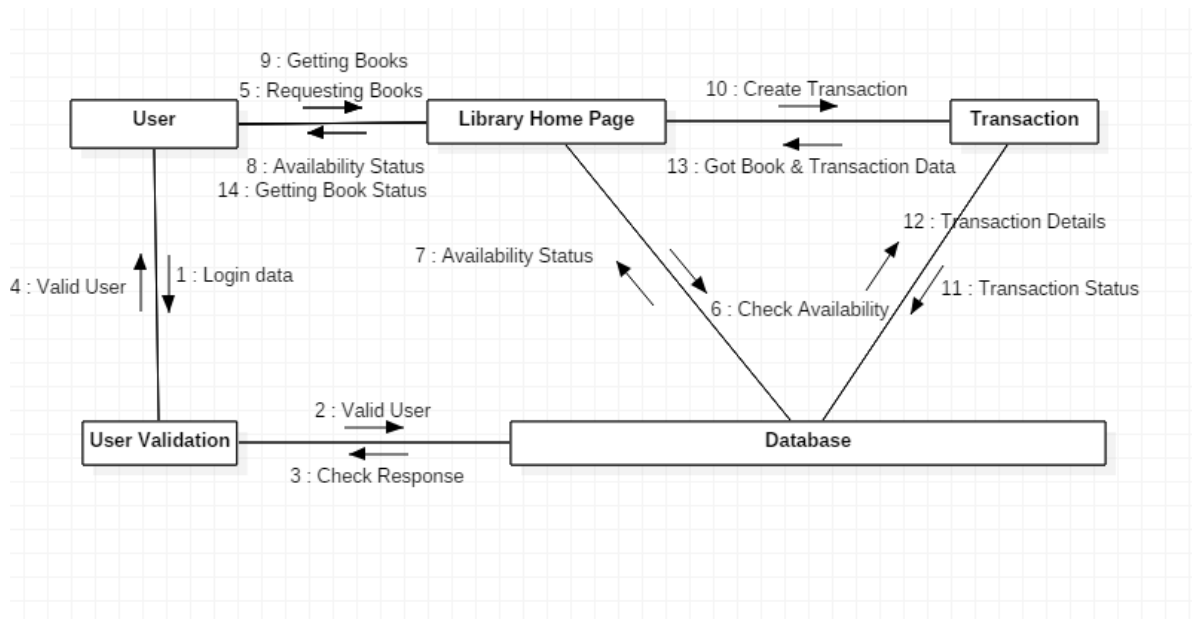 9 : Getting Books
5 : Requesting Books
10 : Create Transaction
User
Library Home Page
Transaction
8 : Availability Status
14 : Getting Book Status
13 : Got Book & Transaction Data
12 : Transaction Details
7 : Availability Status
4 : Valid User
1 : Login data
11 : Transaction Status
6 : Check Availability
2 : Valid User
User Validation
Database
3 : Check Response